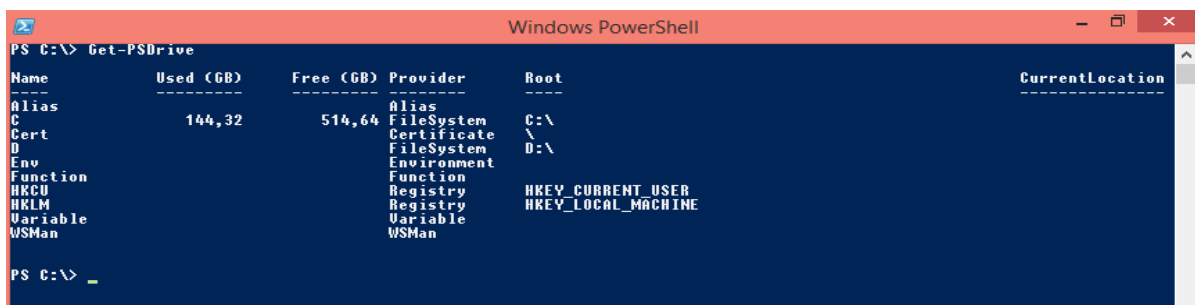 Windows PowerShell
PS C:\> Get-PSDrive
Name Used (GB) Free (GB) Provider Root CurrentLocation
---- --------- --------- -------- ---- ---------------
Alias Alias
C 144,32 514,64 FileSystem C:\
Cert Certificate \
D FileSystem D:\
Env Environment
Function Function
HKCU Registry HKEY_CURRENT_USER
HKLM Registry HKEY_LOCAL_MACHINE
Variable Variable
WSMan WSMan
PS C:\> _